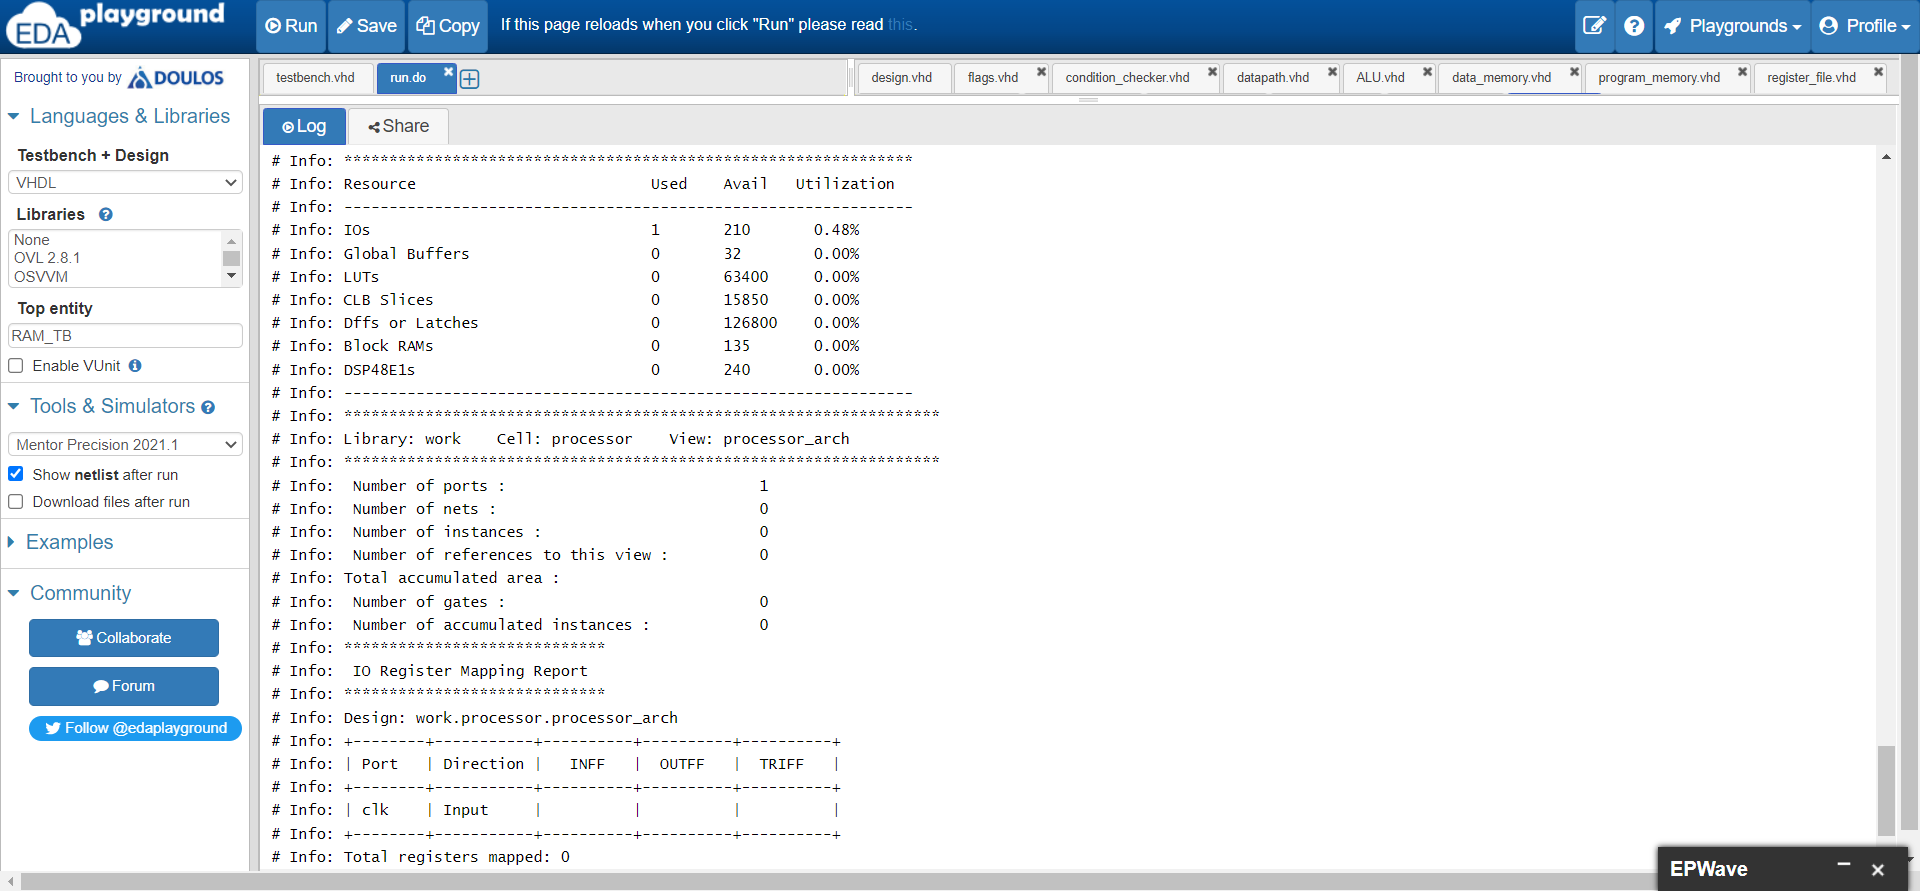 EDA playground
Run Save Copy If this page reloads when you click "Run" please read this. Playgrounds Profile
Brought to you by DOULOS
testbench.vhd run.do design.vhd flags.vhd condition_checker.vhd datapath.vhd ALU.vhd data_memory.vhd program_memory.vhd register_file.vhd
Languages & Libraries
Testbench + Design
VHDL
Libraries
None
OVL 2.8.1
OSVVM
Top entity
RAM_TB
Enable VUnit
Tools & Simulators
Mentor Precision 2021.1
Show netlist after run
Download files after run
Examples
Community
Collaborate
Forum
Follow @edaplayground
Log Share
# Info: ***************************************************************
# Info: Resource Used Avail Utilization
# Info: ---------------------------------------------------------------
# Info: IOs 1 210 0.48%
# Info: Global Buffers 0 32 0.00%
# Info: LUTs 0 63400 0.00%
# Info: CLB Slices 0 15850 0.00%
# Info: Dffs or Latches 0 126800 0.00%
# Info: Block RAMs 0 135 0.00%
# Info: DSP48E1s 0 240 0.00%
# Info: ---------------------------------------------------------------
# Info: ******************************************************************
# Info: Library: work Cell: processor View: processor_arch
# Info: ******************************************************************
# Info: Number of ports : 1
# Info: Number of nets : 0
# Info: Number of instances : 0
# Info: Number of references to this view : 0
# Info: Total accumulated area :
# Info: Number of gates : 0
# Info: Number of accumulated instances : 0
# Info: *****************************
# Info: IO Register Mapping Report
# Info: *****************************
# Info: Design: work.processor.processor_arch
# Info: +--------+-----------+----------+----------+----------+
# Info: | Port | Direction | INFF | OUTFF | TRIFF |
# Info: +--------+-----------+----------+----------+----------+
# Info: | clk | Input | | | |
# Info: +--------+-----------+----------+----------+----------+
# Info: Total registers mapped: 0
EPWave